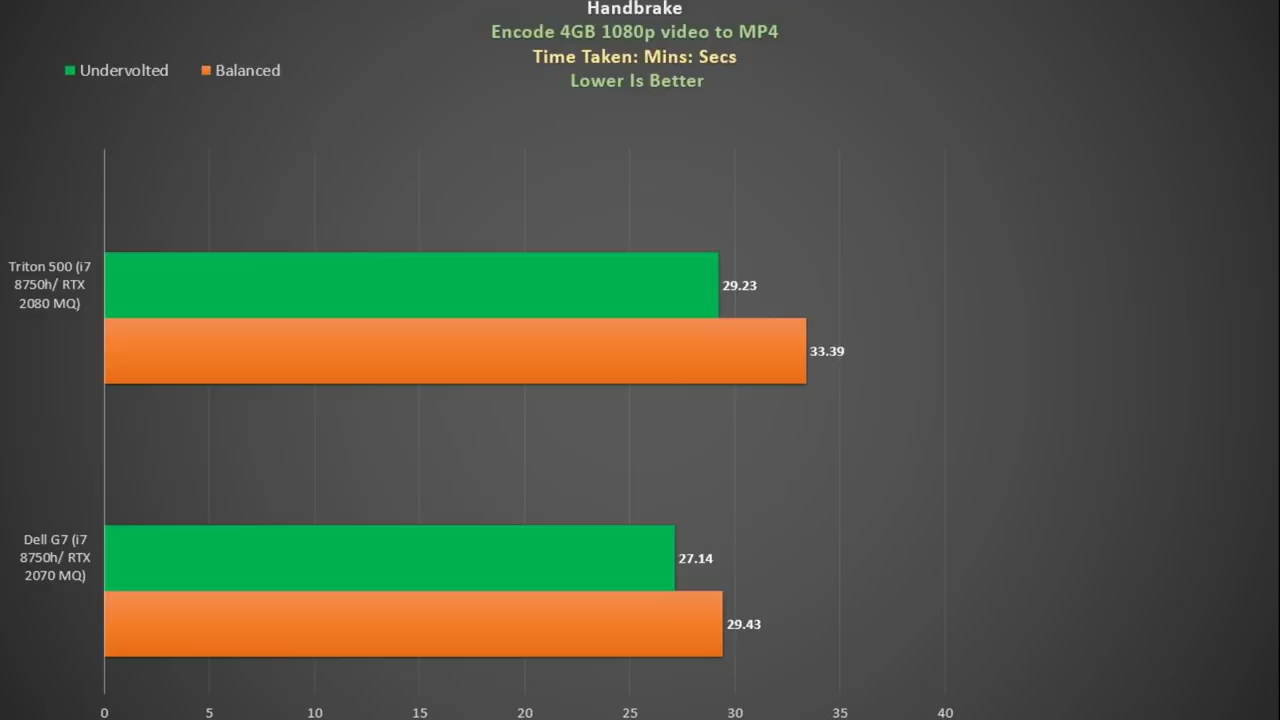 Handbrake
Encode 4GB 1080p video to MP4
Time Taken: Mins: Secs
Lower Is Better
Undervolted
Balanced
Triton 500 (i7
8750h/ RTX
2080 MQ)
29.23
33.39
Dell G7 (i7
8750h/ RTX
2070 MQ)
27.14
29.43
0 5 10 15 20 25 30 35 40